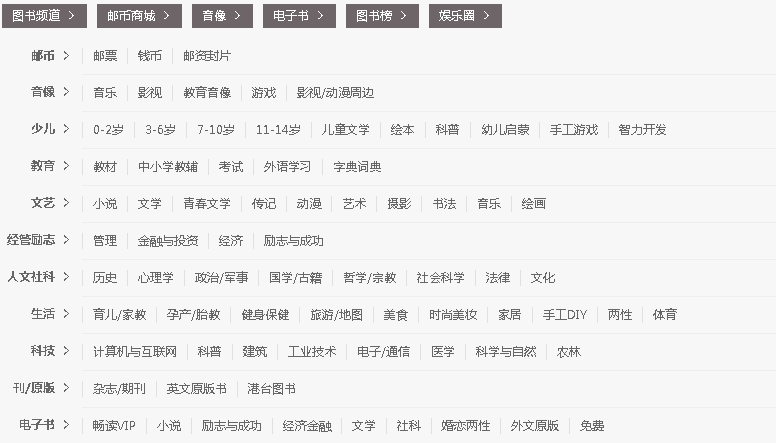 图书频道 > 邮币商城 > 音像 > 电子书 > 图书榜 > 娱乐圈 >
邮币 > 邮票 钱币 邮资封片
音像 > 音乐 影视 教育音像 游戏 影视/动漫周边
少儿 > 0-2岁 3-6岁 7-10岁 11-14岁 儿童文学 绘本 科普 幼儿启蒙 手工游戏 智力开发
教育 > 教材 中小学教辅 考试 外语学习 字典词典
文艺 > 小说 文学 青春文学 传记 动漫 艺术 摄影 书法 音乐 绘画
经管励志 > 管理 金融与投资 经济 励志与成功
人文社科 > 历史 心理学 政治/军事 国学/古籍 哲学/宗教 社会科学 法律 文化
生活 > 育儿/家教 孕产/胎教 健身保健 旅游/地图 美食 时尚美妆 家居 手工DIY 两性 体育
科技 > 计算机与互联网 科普 建筑 工业技术 电子/通信 医学 科学与自然 农林
刊/原版 > 杂志/期刊 英文原版书 港台图书
电子书 > 畅读VIP 小说 励志与成功 经济金融 文学 社科 婚恋两性 外文原版 免费